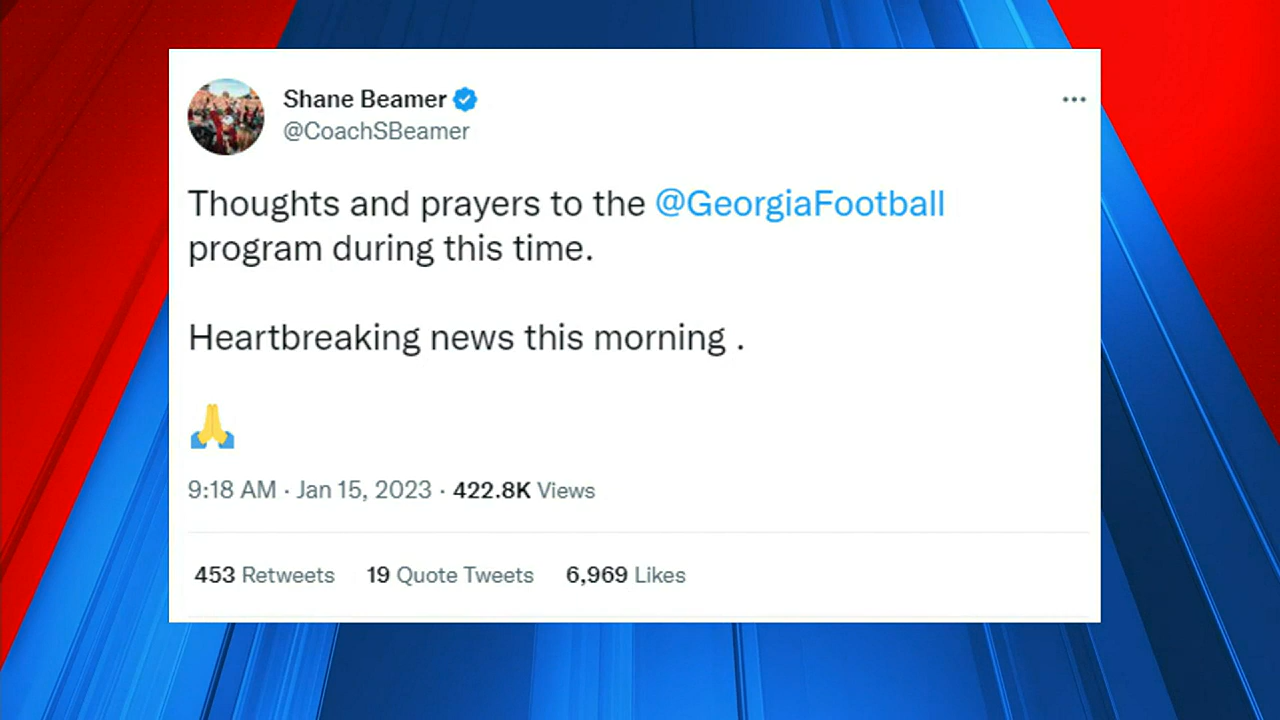 Shane Beamer
@CoachSBeamer
Thoughts and prayers to the @GeorgiaFootball
program during this time.
Heartbreaking news this morning .
🙏
9:18 AM · Jan 15, 2023 · 422.8K Views
453 Retweets 19 Quote Tweets 6,969 Likes